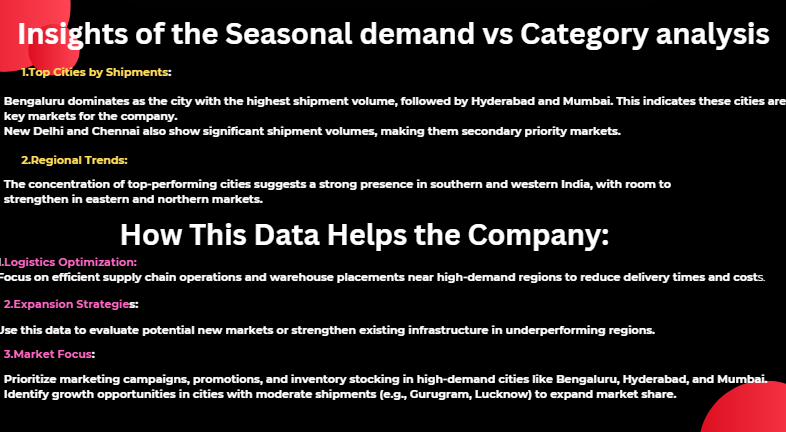 Insights of the Seasonal demand vs Category analysis
1.Top Cities by Shipments:
Bengaluru dominates as the city with the highest shipment volume, followed by Hyderabad and Mumbai. This indicates these cities are
key markets for the company.
New Delhi and Chennai also show significant shipment volumes, making them secondary priority markets.
2.Regional Trends:
The concentration of top-performing cities suggests a strong presence in southern and western India, with room to
strengthen in eastern and northern markets.
How This Data Helps the Company:
1.Logistics Optimization:
Focus on efficient supply chain operations and warehouse placements near high-demand regions to reduce delivery times and costs.
2.Expansion Strategies:
Use this data to evaluate potential new markets or strengthen existing infrastructure in underperforming regions.
3.Market Focus:
Prioritize marketing campaigns, promotions, and inventory stocking in high-demand cities like Bengaluru, Hyderabad, and Mumbai.
Identify growth opportunities in cities with moderate shipments (e.g., Gurugram, Lucknow) to expand market share.